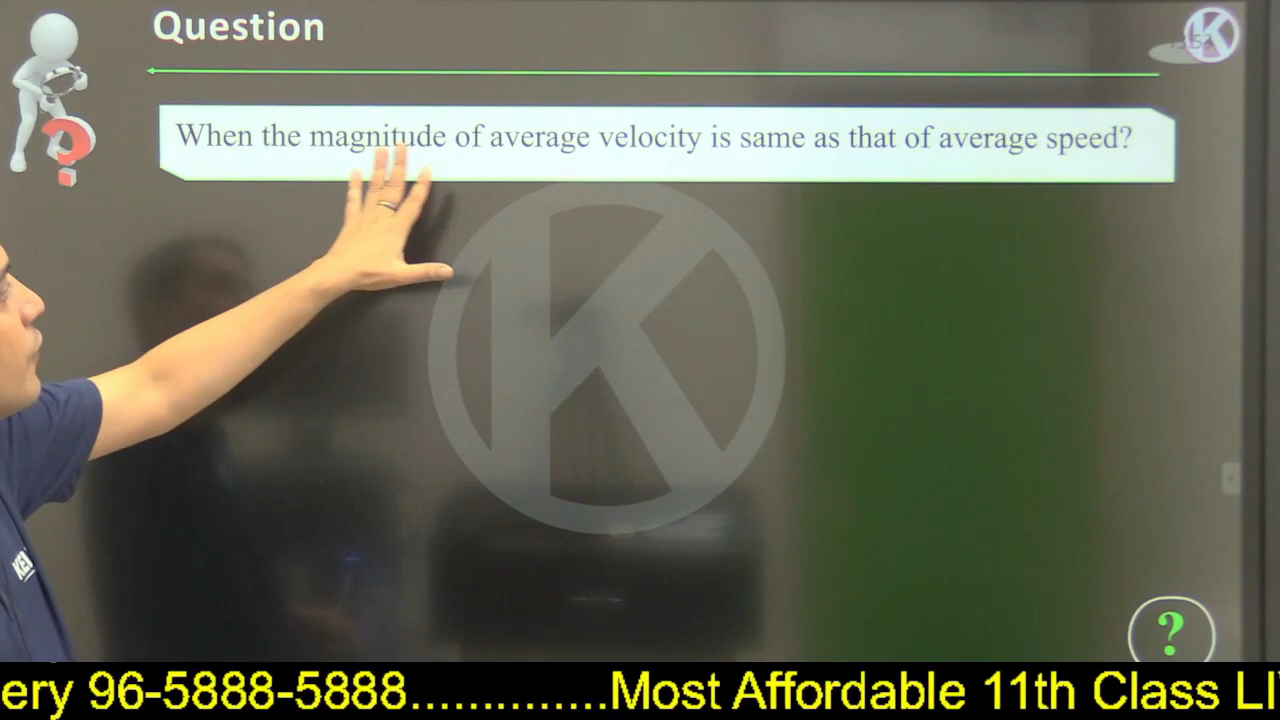 Question
K
When the magnitude of average velocity is same as that of average speed?
K
?
ery 96-5888-5888..............Most Affordable 11th Class LI